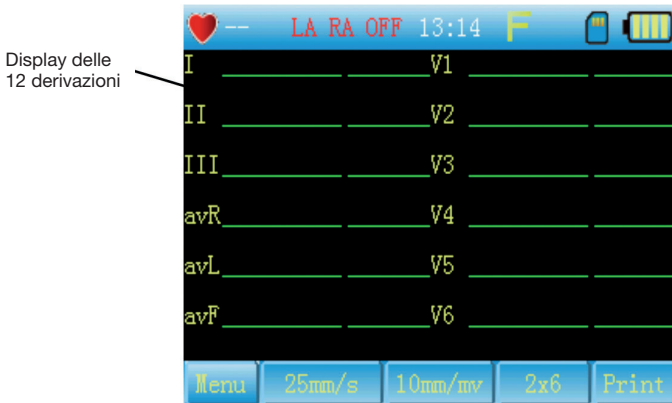 Display delle
12 derivazioni
-- LA RA OFF 13:14 F
I V1
II V2
III V3
avR V4
avL V5
avF V6
Menu 25mm/s 10mm/mv 2x6 Print